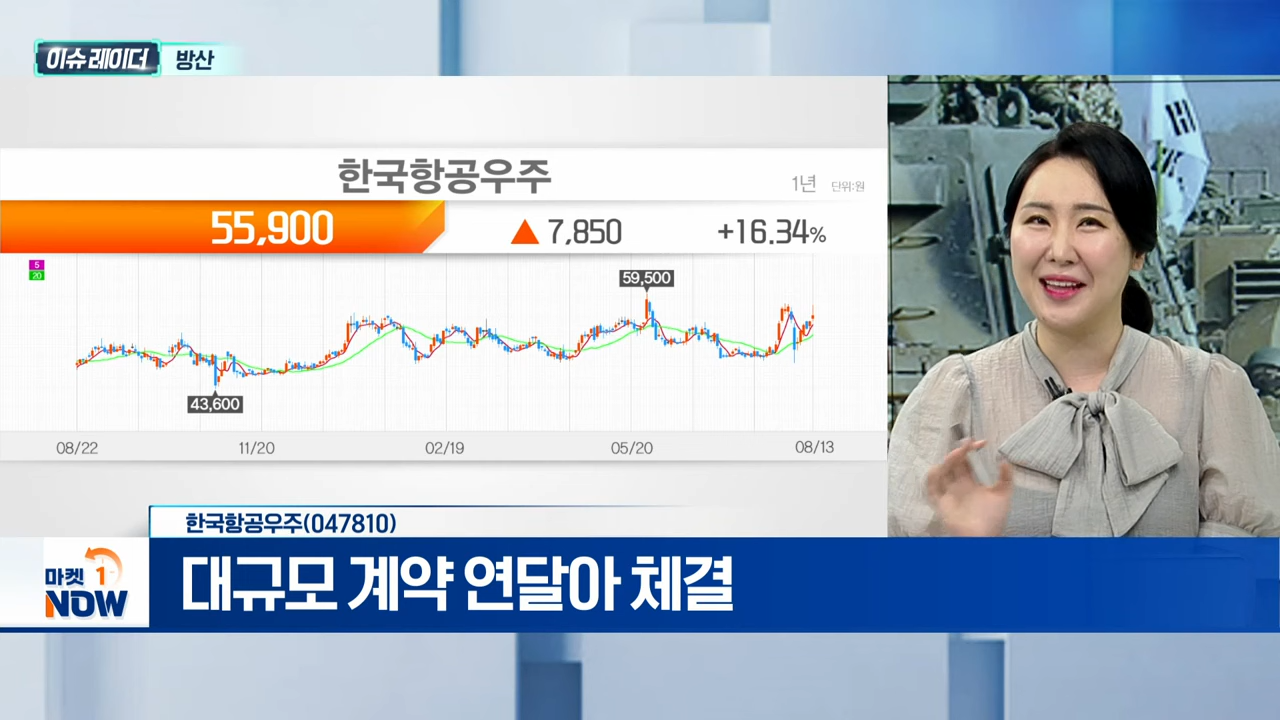 이슈레이더 방산
한국항공우주
1년 단위:원
55,900 ▲ 7,850 +16.34%
5
20
59,500
43,600
08/22 11/20 02/19 05/20 08/13
한국항공우주(047810)
마켓 1
NOW
대규모 계약 연달아 체결